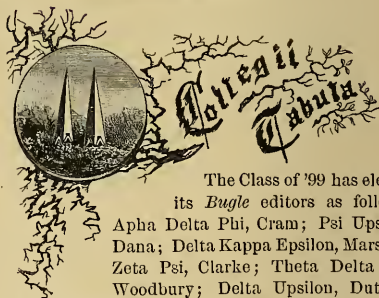 Collegii
Tabula
The Class of '99 has ele
its Bugle editors as foll
Apha Delta Phi, Cram; Psi Ups
Dana; Delta Kappa Epsilon, Mars
Zeta Psi, Clarke; Theta Delta
Woodbury; Delta Upsilon, Dut